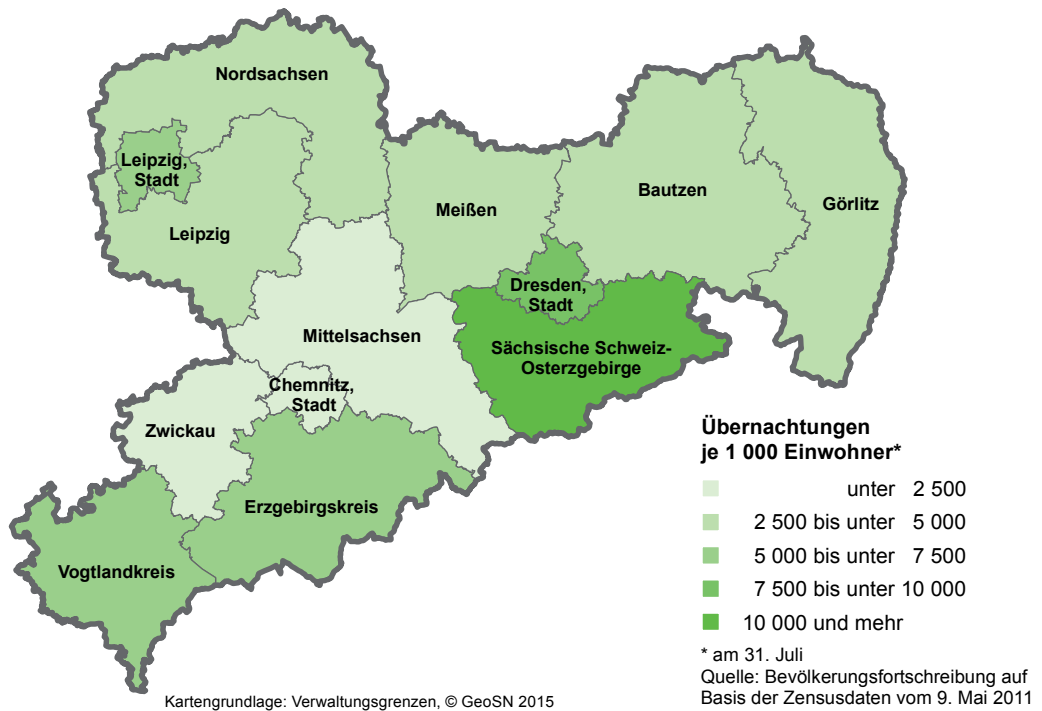 Nordsachsen
Leipzig,
Stadt
Leipzig
Meißen
Bautzen
Görlitz
Dresden,
Stadt
Mittelsachsen
Sächsische Schweiz-
Osterzgebirge
Chemnitz,
Stadt
Zwickau
Erzgebirgskreis
Vogtlandkreis
Übernachtungen
je 1 000 Einwohner*
unter 2 500
2 500 bis unter 5 000
5 000 bis unter 7 500
7 500 bis unter 10 000
10 000 und mehr
* am 31. Juli
Quelle: Bevölkerungsfortschreibung auf
Basis der Zensusdaten vom 9. Mai 2011
Kartengrundlage: Verwaltungsgrenzen, © GeoSN 2015